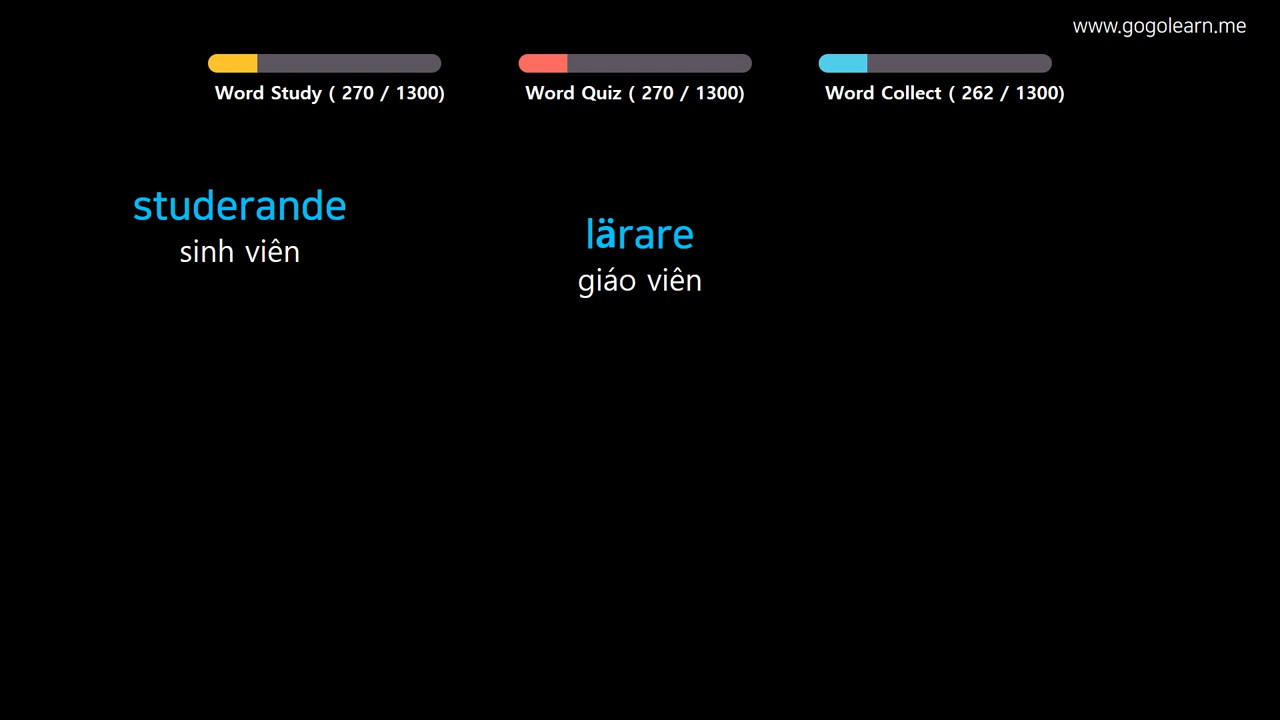 www.gogolearn.me
Word Study ( 270 / 1300)
Word Quiz ( 270 / 1300)
Word Collect ( 262 / 1300)
studerande
sinh viên
lärare
giáo viên